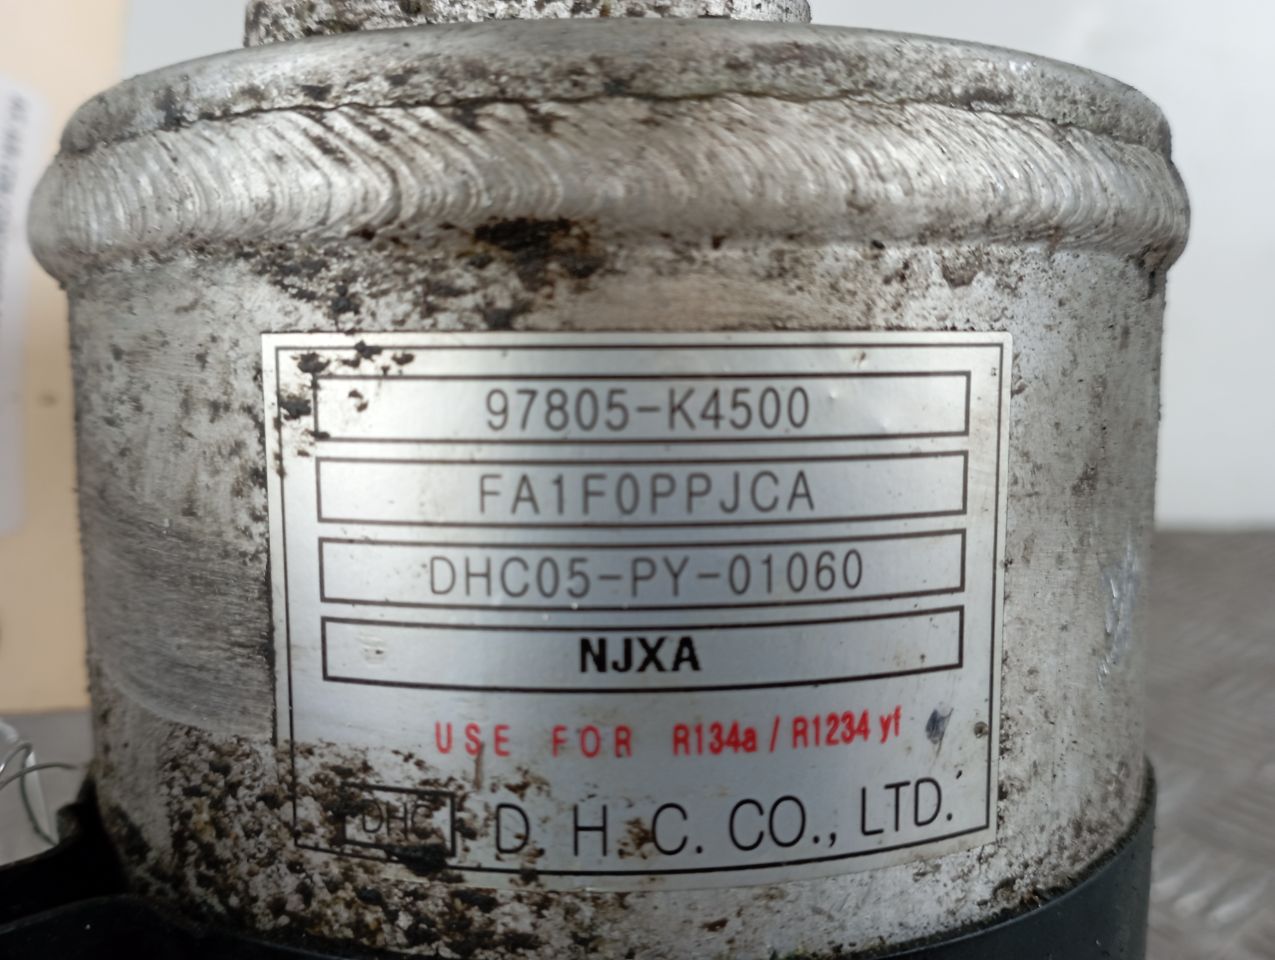 97805-K4500
FA1F0PPJCA
DHC05-PY-01060
NJXA
USE FOR R134a / R1234 yf
DHC D. H. C. CO., LTD.